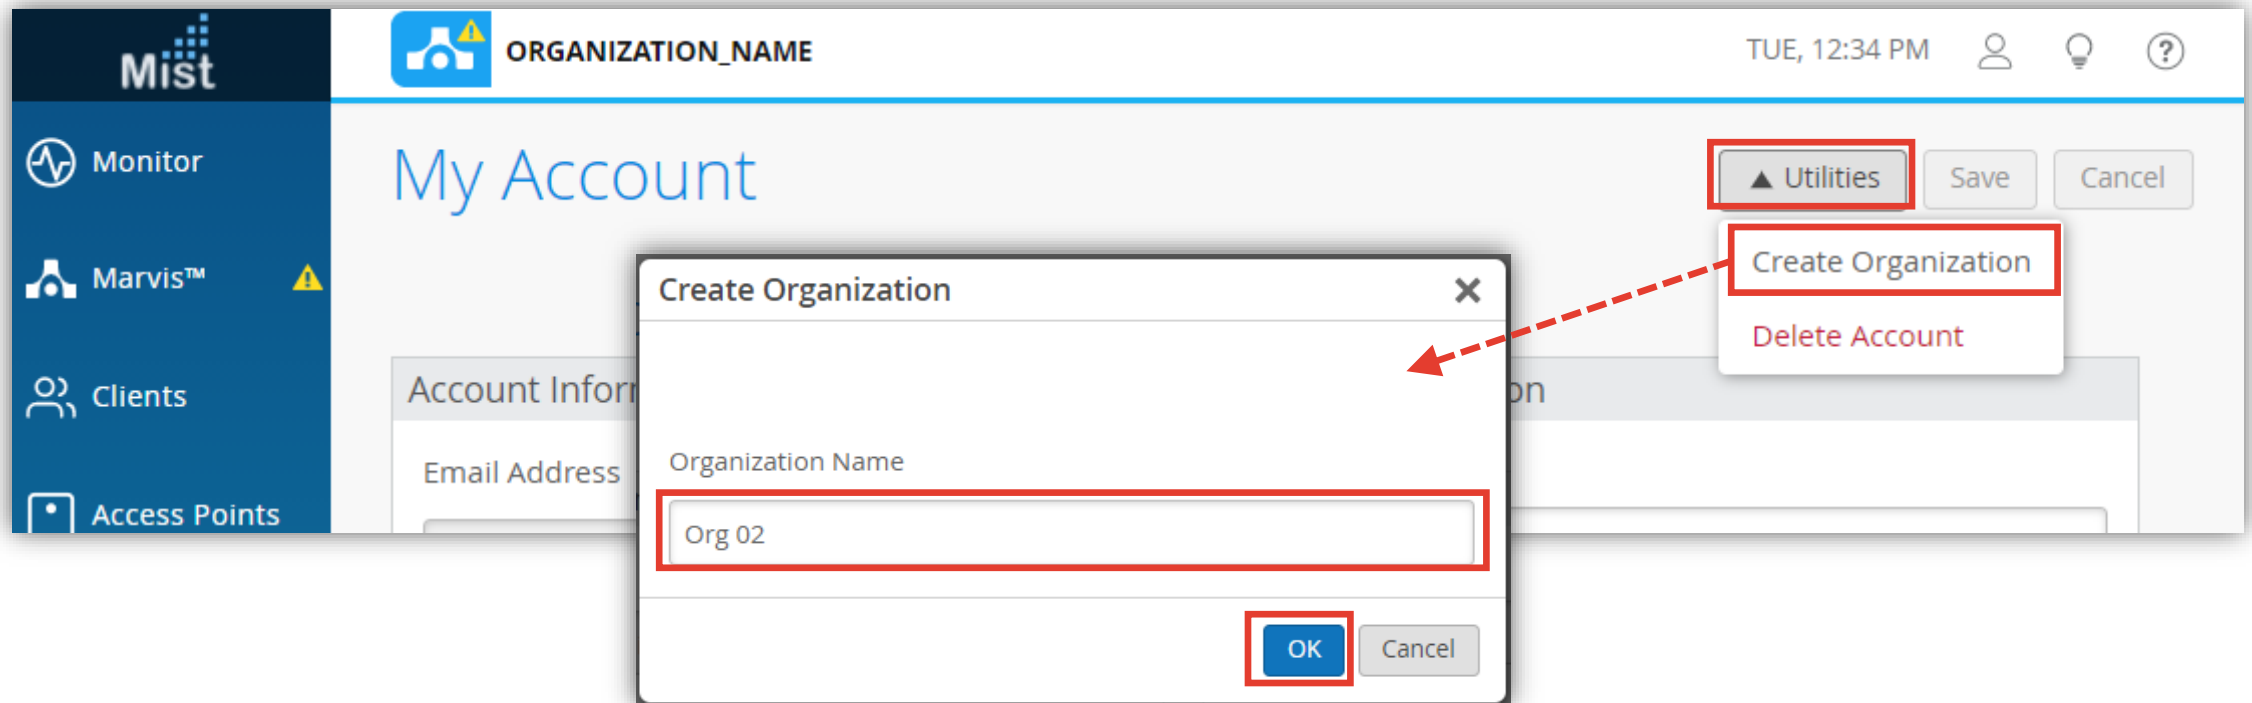 Mist
ORGANIZATION_NAME
TUE, 12:34 PM
?
Monitor
Marvis™
Clients
Access Points
My Account
▲ Utilities
Save
Cancel
Create Organization
Delete Account
Account Infor
on
Email Address
Create Organization
Organization Name
Org 02
OK
Cancel